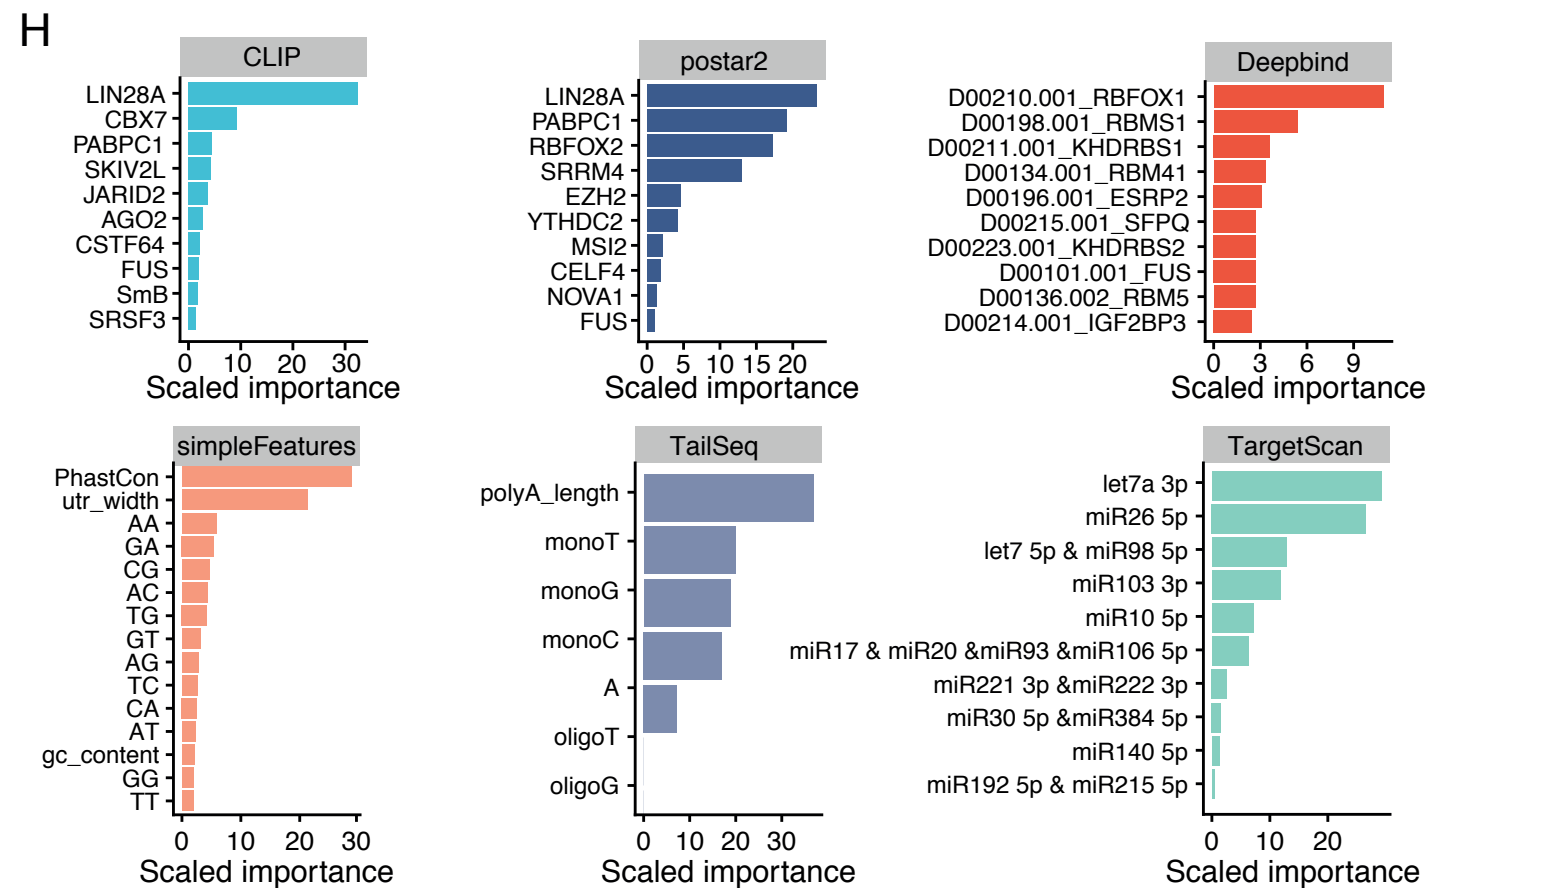 H
CLIP
LIN28A
CBX7
PABPC1
SKIV2L
JARID2
AGO2
CSTF64
FUS
SmB
SRSF3
0 10 20 30
Scaled importance
postar2
LIN28A
PABPC1
RBFOX2
SRRM4
EZH2
YTHDC2
MSI2
CELF4
NOVA1
FUS
0 5 10 15 20
Scaled importance
Deepbind
D00210.001_RBFOX1
D00198.001_RBMS1
D00211.001_KHDRBS1
D00134.001_RBM41
D00196.001_ESRP2
D00215.001_SFPQ
D00223.001_KHDRBS2
D00101.001_FUS
D00136.002_RBM5
D00214.001_IGF2BP3
0 3 6 9
Scaled importance
simpleFeatures
PhastCon
utr_width
AA
GA
CG
AC
TG
GT
AG
TC
CA
AT
gc_content
GG
TT
0 10 20 30
Scaled importance
TailSeq
polyA_length
monoT
monoG
monoC
A
oligoT
oligoG
0 10 20 30
Scaled importance
TargetScan
let7a 3p
miR26 5p
let7 5p & miR98 5p
miR103 3p
miR10 5p
miR17 & miR20 &miR93 &miR106 5p
miR221 3p &miR222 3p
miR30 5p &miR384 5p
miR140 5p
miR192 5p & miR215 5p
0 10 20
Scaled importance